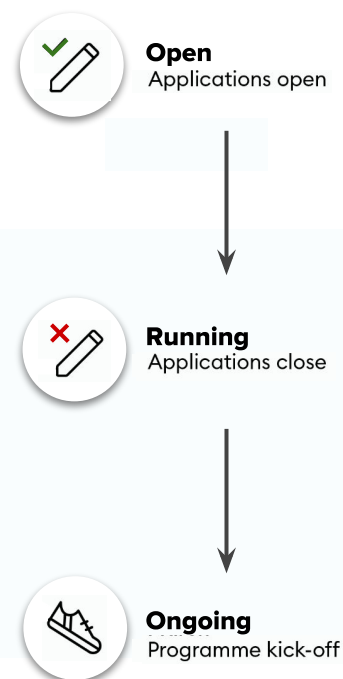 Open
Applications open
Running
Applications close
Ongoing
Programme kick-off